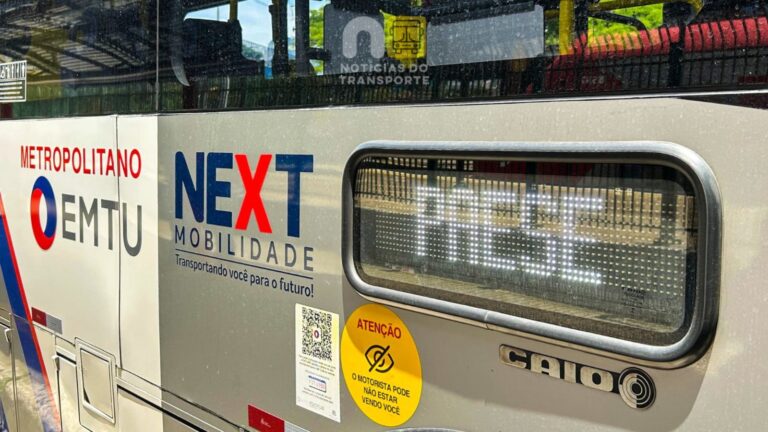 NOTÍCIAS DO
TRANSPORTE
METROPOLITANO
EMTU
NEXT
MOBILIDADE
Transportando você para o futuro!
ATENÇÃO
O MOTORISTA PODE
NÃO ESTAR
VENDO VOCÊ
CAIO